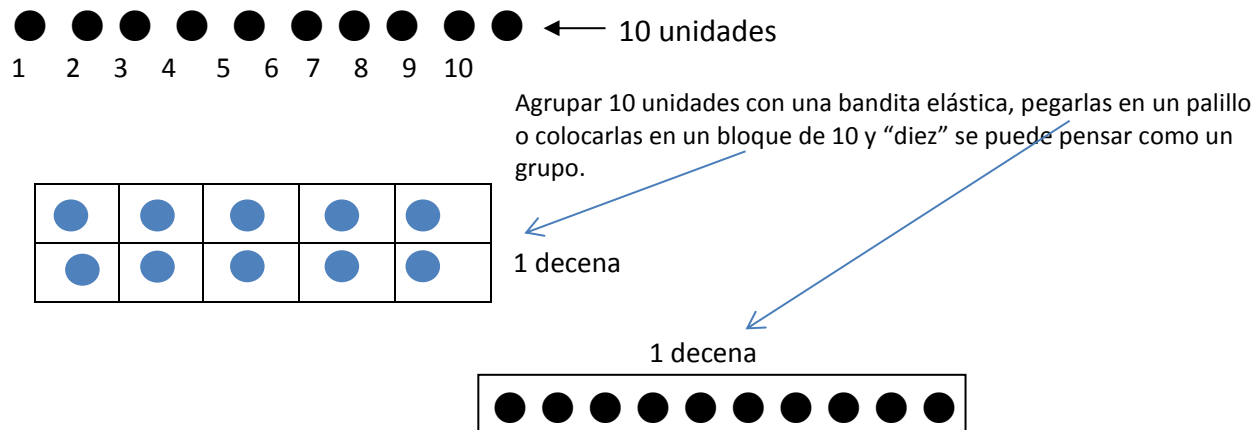 10 unidades
1 2 3 4 5 6 7 8 9 10
Agrupar 10 unidades con una bandita elástica, pegarlas en un palillo
o colocarlas en un bloque de 10 y “diez” se puede pensar como un
grupo.
1 decena
1 decena